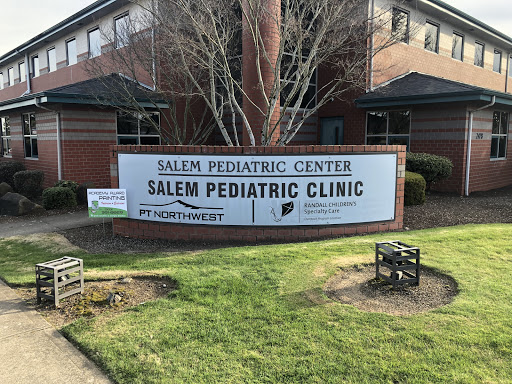 SALEM PEDIATRIC CENTER
SALEM PEDIATRIC CLINIC
PT NORTHWEST
RANDALL CHILDREN'S
Specialty Care
PRINTING